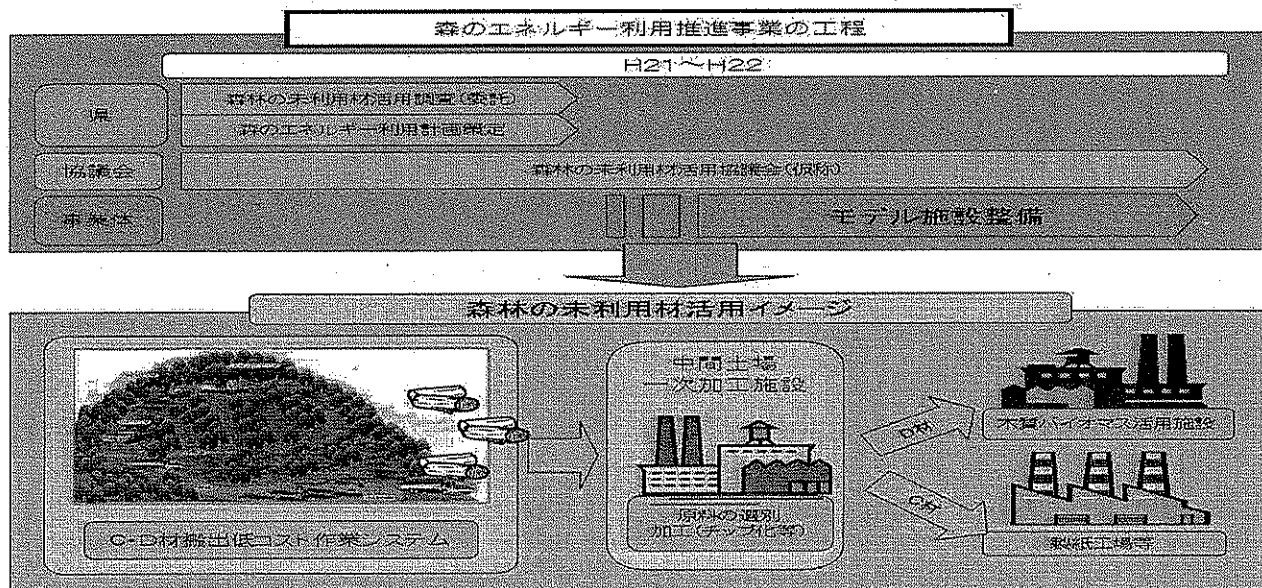 森のエネルギー利用推進事業の工程
H21～H22
県
森林の未利用材活用調査(委託)
森のエネルギー利用計画策定
協議会
森林の未利用材活用協議会(仮称)
事業体
モデル施設整備
森林の未利用材活用イメージ
中間土場
一次加工施設
D材
木質バイオマス活用施設
原料の選別
加工(チップ化等)
C材
C・D材搬出低コスト作業システム
製紙工場等